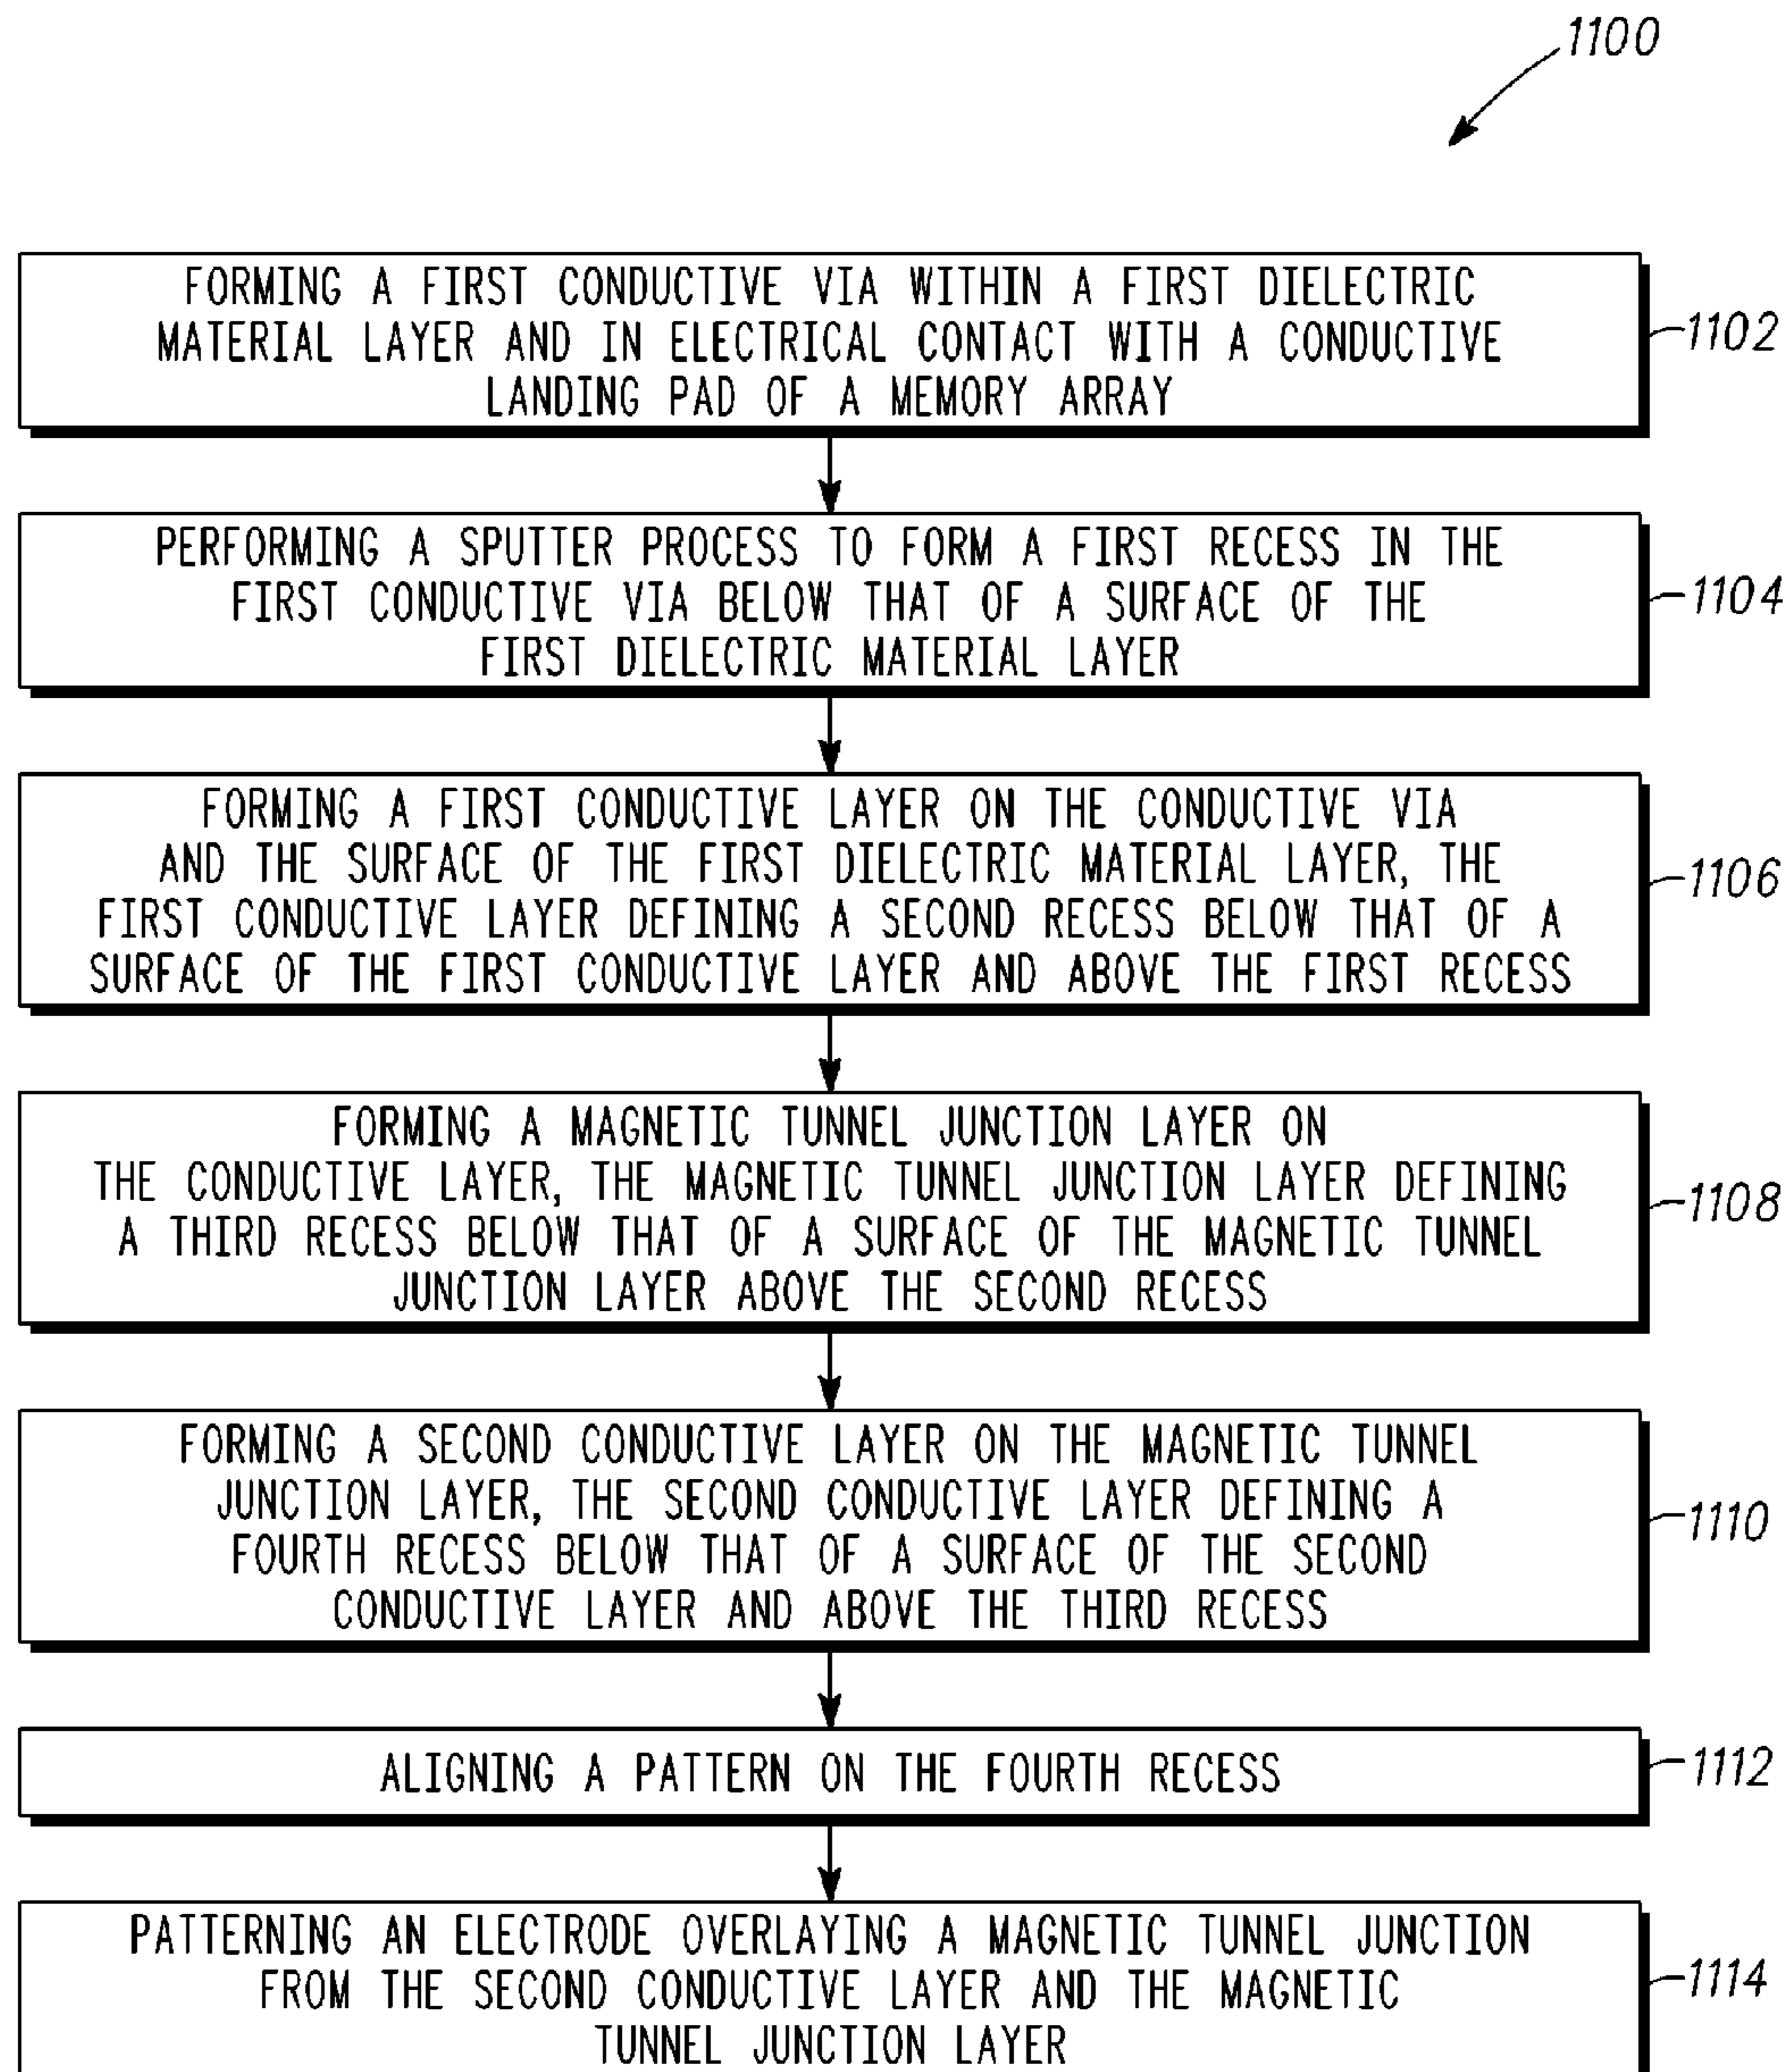 1100
FORMING A FIRST CONDUCTIVE VIA WITHIN A FIRST DIELECTRIC
MATERIAL LAYER AND IN ELECTRICAL CONTACT WITH A CONDUCTIVE
LANDING PAD OF A MEMORY ARRAY
1102
PERFORMING A SPUTTER PROCESS TO FORM A FIRST RECESS IN THE
FIRST CONDUCTIVE VIA BELOW THAT OF A SURFACE OF THE
FIRST DIELECTRIC MATERIAL LAYER
1104
FORMING A FIRST CONDUCTIVE LAYER ON THE CONDUCTIVE VIA
AND THE SURFACE OF THE FIRST DIELECTRIC MATERIAL LAYER, THE
FIRST CONDUCTIVE LAYER DEFINING A SECOND RECESS BELOW THAT OF A
SURFACE OF THE FIRST CONDUCTIVE LAYER AND ABOVE THE FIRST RECESS
1106
FORMING A MAGNETIC TUNNEL JUNCTION LAYER ON
THE CONDUCTIVE LAYER, THE MAGNETIC TUNNEL JUNCTION LAYER DEFINING
A THIRD RECESS BELOW THAT OF A SURFACE OF THE MAGNETIC TUNNEL
JUNCTION LAYER ABOVE THE SECOND RECESS
1108
FORMING A SECOND CONDUCTIVE LAYER ON THE MAGNETIC TUNNEL
JUNCTION LAYER, THE SECOND CONDUCTIVE LAYER DEFINING A
FOURTH RECESS BELOW THAT OF A SURFACE OF THE SECOND
CONDUCTIVE LAYER AND ABOVE THE THIRD RECESS
1110
ALIGNING A PATTERN ON THE FOURTH RECESS
1112
PATTERNING AN ELECTRODE OVERLAYING A MAGNETIC TUNNEL JUNCTION
FROM THE SECOND CONDUCTIVE LAYER AND THE MAGNETIC
TUNNEL JUNCTION LAYER
1114